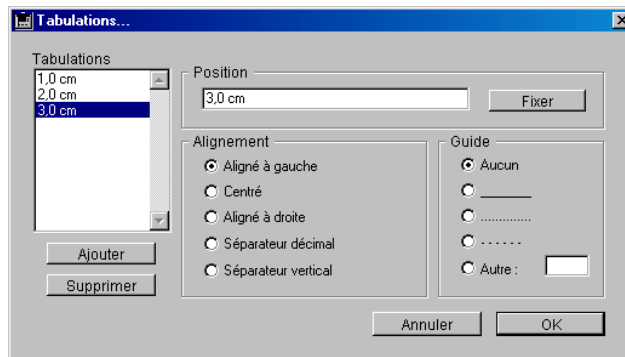 Tabulations...
Tabulations
1,0 cm
2,0 cm
3,0 cm
Ajouter
Supprimer
Position
3,0 cm
Fixer
Alignement
Aligné à gauche
Centré
Aligné à droite
Séparateur décimal
Séparateur vertical
Guide
Aucun
_______
.............
- - - - - -
Autre :
Annuler
OK